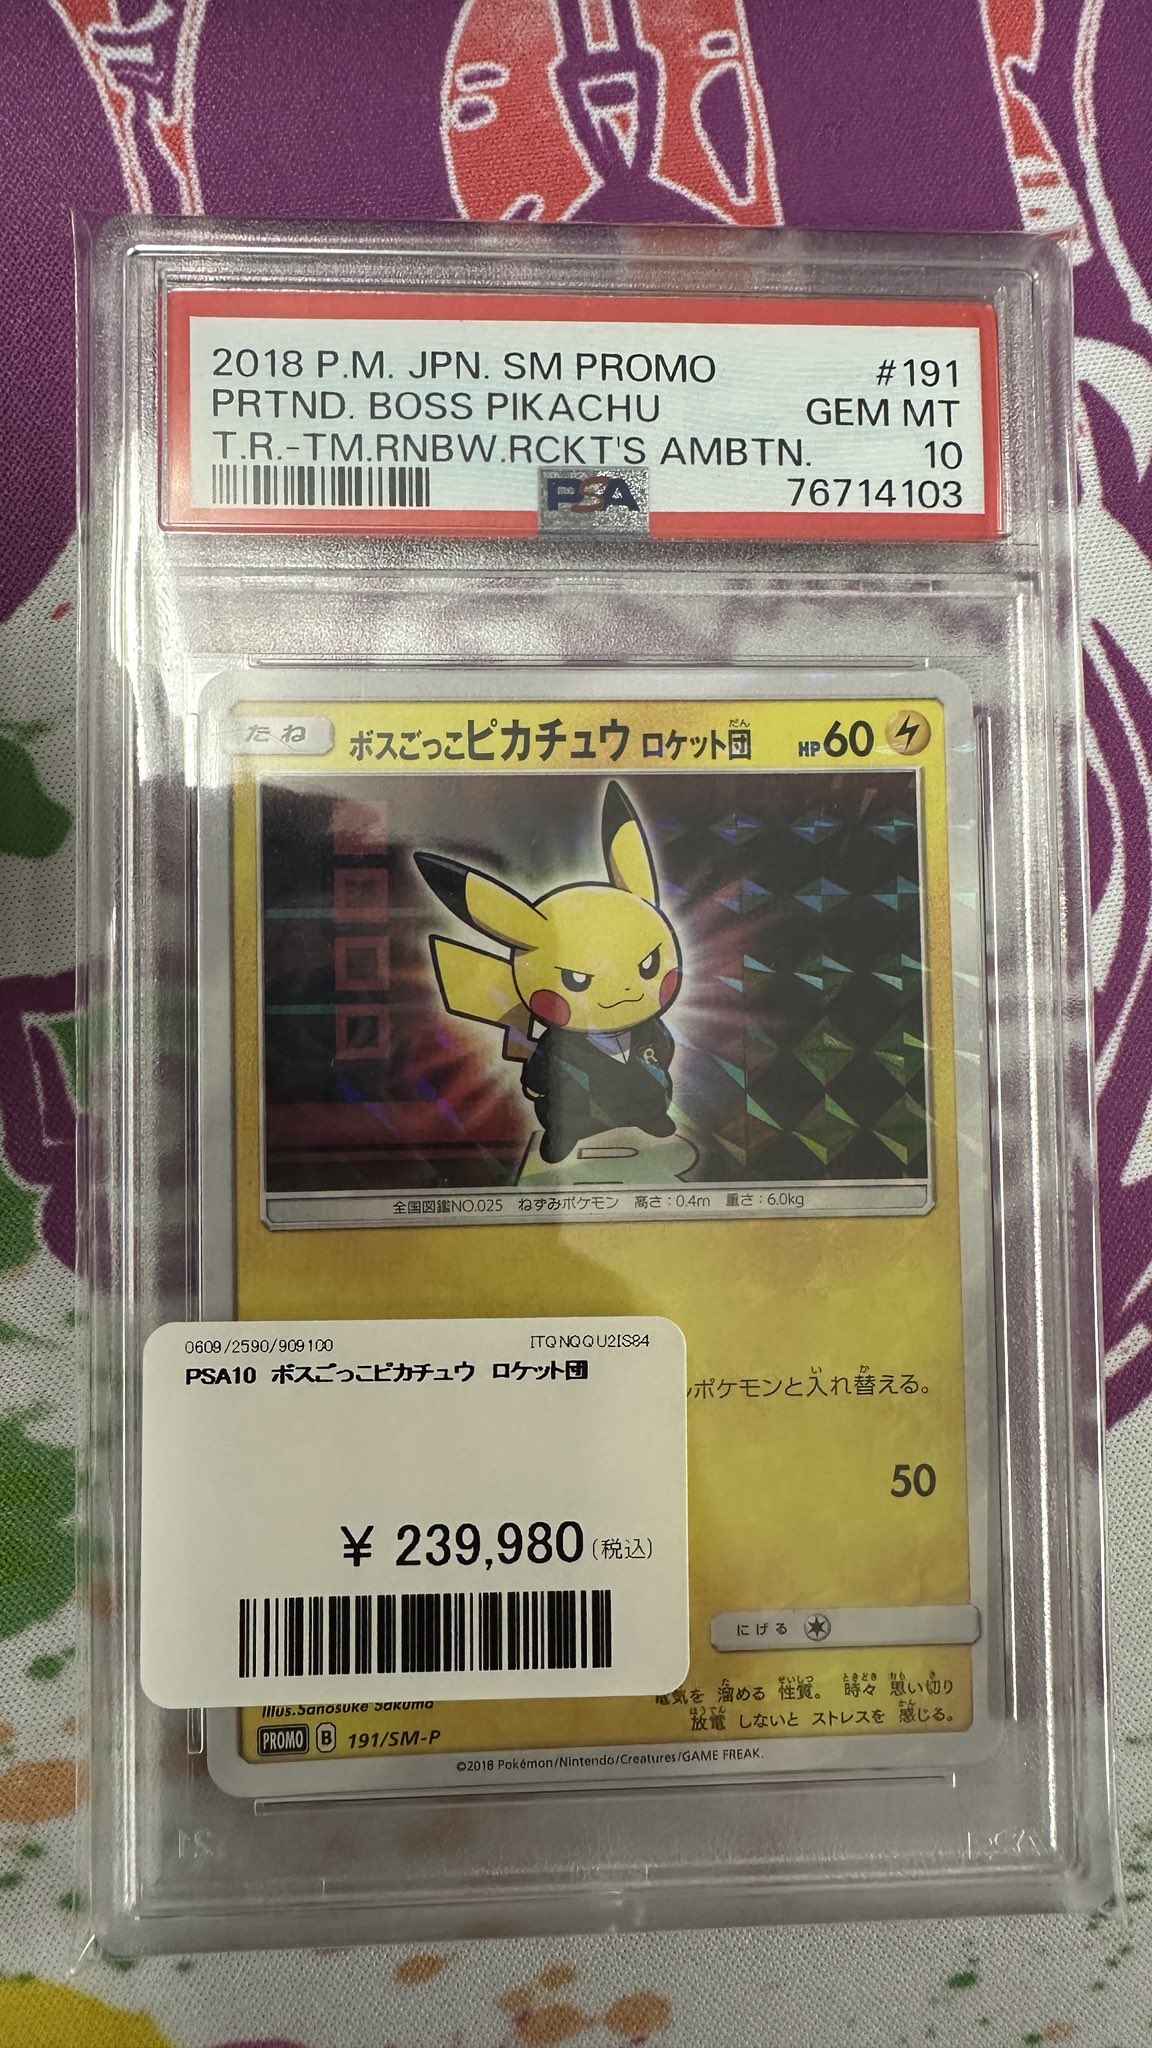 2018 P.M. JPN. SM PROMO #191
PRTND. BOSS PIKACHU GEM MT
T.R.-TM.RNBW.RCKT'S AMBTN. 10
PSA 76714103
たね ボスごっこピカチュウ ロケット団 だん HP60
R
全国図鑑NO.025 ねずみポケモン 高さ:0.4m 重さ:6.0kg
0609/2590/909100 ITQNQQU2IS84
PSA10 ボスごっこピカチュウ ロケット団
ポケモンと入れ替える。
50
¥ 239,980(税込)
にげる
電気を 溜める 性質。 時々 思い切り
放電 しないと ストレスを 感じる。
Illus.Sanosuke Sakuma
PROMO B 191/SM-P
©2018 Pokémon/Nintendo/Creatures/GAME FREAK.